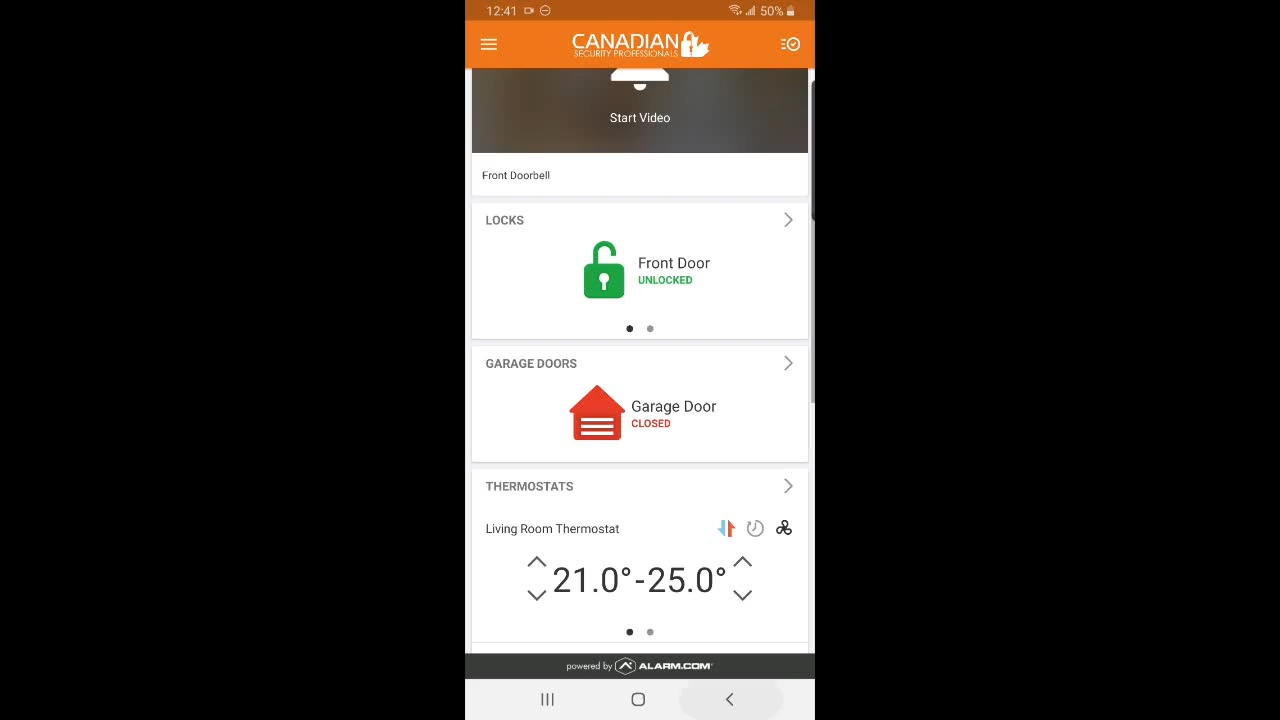 12:41
50%
CANADIAN
SECURITY PROFESSIONALS
Start Video
Front Doorbell
LOCKS
Front Door
UNLOCKED
GARAGE DOORS
Garage Door
CLOSED
THERMOSTATS
Living Room Thermostat
21.0°-25.0°
powered by ALARM.COM